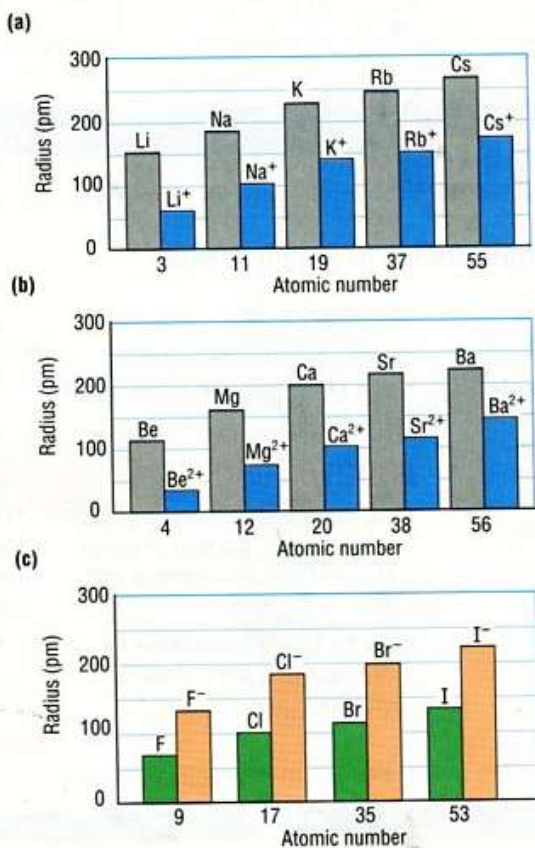 (a)
Radius (pm)
300
200
100
0
Li
Li⁺
Na
Na⁺
K
K⁺
Rb
Rb⁺
Cs
Cs⁺
3 11 19 37 55
Atomic number
(b)
Radius (pm)
300
200
100
0
Be
Be²⁺
Mg
Mg²⁺
Ca
Ca²⁺
Sr
Sr²⁺
Ba
Ba²⁺
4 12 20 38 56
Atomic number
(c)
Radius (pm)
300
200
100
0
F
F⁻
Cl
Cl⁻
Br
Br⁻
I
I⁻
9 17 35 53
Atomic number